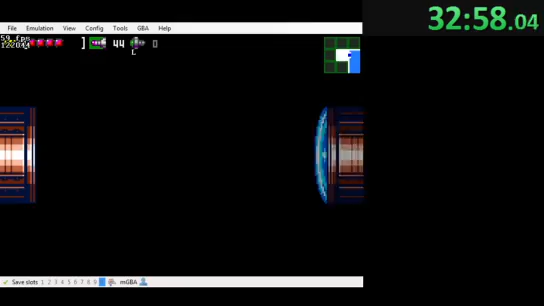 32:58.04
File Emulation View Config Tools GBA Help
59 fps
44 0
L
Save slots 1 2 3 4 5 6 7 8 9 mGBA